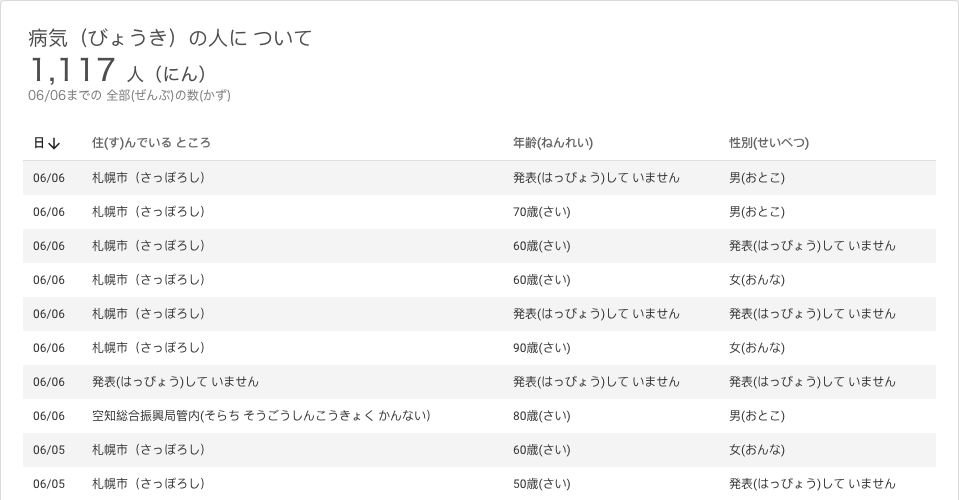 病気（びょうき）の人に ついて
1,117 人（にん）
06/06までの 全部(ぜんぶ)の数(かず)
日↓ 住(す)んでいる ところ 年齢(ねんれい) 性別(せいべつ)
06/06 札幌市（さっぽろし） 発表(はっぴょう)して いません 男(おとこ)
06/06 札幌市（さっぽろし） 70歳(さい) 男(おとこ)
06/06 札幌市（さっぽろし） 60歳(さい) 発表(はっぴょう)して いません
06/06 札幌市（さっぽろし） 60歳(さい) 女(おんな)
06/06 札幌市（さっぽろし） 発表(はっぴょう)して いません 発表(はっぴょう)して いません
06/06 札幌市（さっぽろし） 90歳(さい) 女(おんな)
06/06 発表(はっぴょう)して いません 発表(はっぴょう)して いません 発表(はっぴょう)して いません
06/06 空知総合振興局管内(そらち そうごうしんこうきょく かんない） 80歳(さい) 男(おとこ)
06/05 札幌市（さっぽろし） 60歳(さい) 女(おんな)
06/05 札幌市（さっぽろし） 50歳(さい) 発表(はっぴょう)して いません